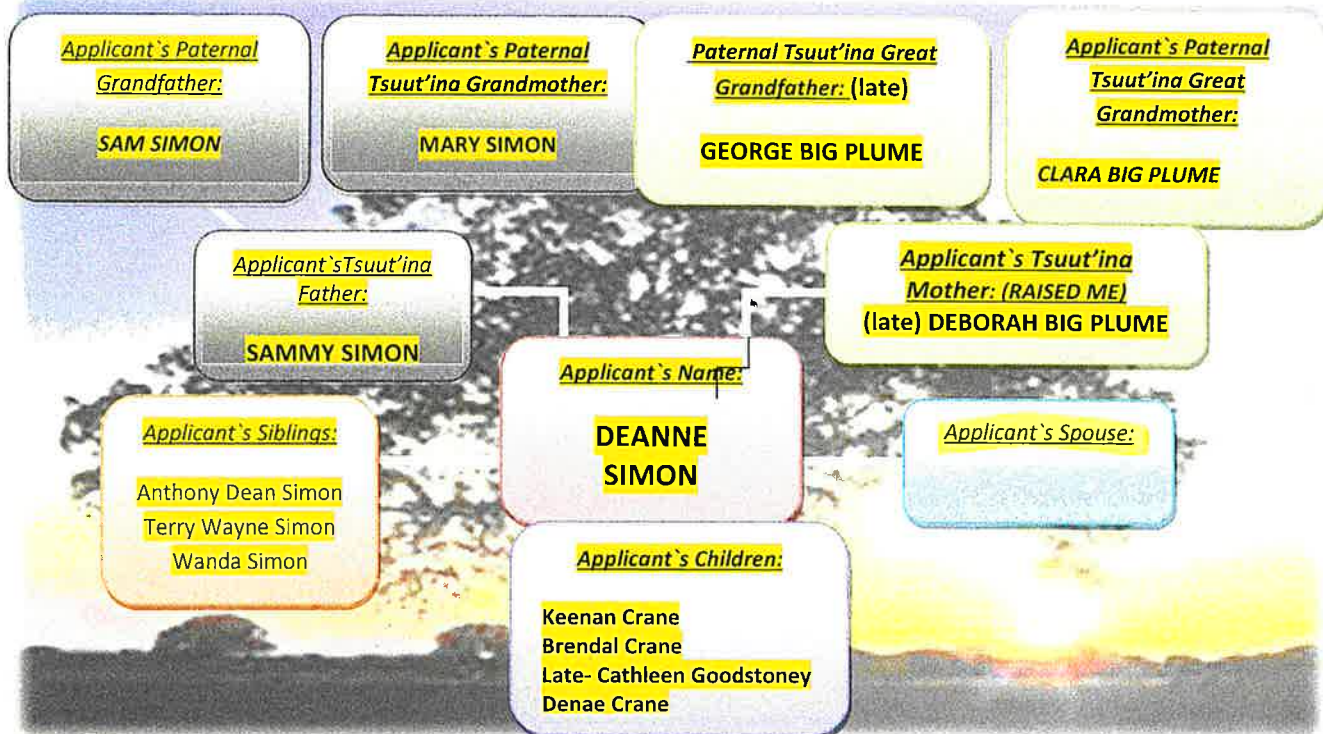 Applicant`s Paternal
Grandfather:
SAM SIMON
Applicant`s Paternal
Tsuut'ina Grandmother:
MARY SIMON
Paternal Tsuut'ina Great
Grandfather: (late)
GEORGE BIG PLUME
Applicant`s Paternal
Tsuut'ina Great
Grandmother:
CLARA BIG PLUME
Applicant`sTsuut'ina
Father:
SAMMY SIMON
Applicant`s Tsuut'ina
Mother: (RAISED ME)
(late) DEBORAH BIG PLUME
Applicant`s Name:
DEANNE
SIMON
Applicant`s Siblings:
Anthony Dean Simon
Terry Wayne Simon
Wanda Simon
Applicant`s Spouse:
Applicant`s Children:
Keenan Crane
Brendal Crane
Late- Cathleen Goodstoney
Denae Crane